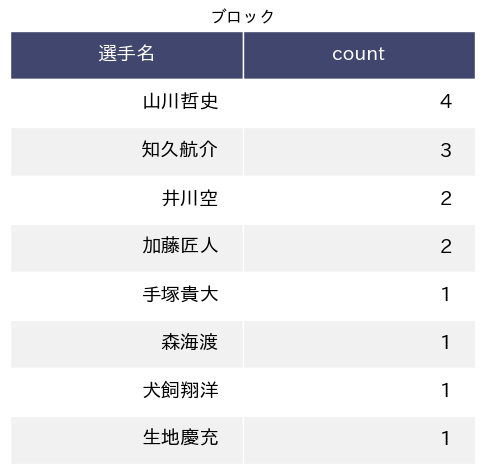 ブロック
選手名 count
山川哲史 4
知久航介 3
井川空 2
加藤匠人 2
手塚貴大 1
森海渡 1
犬飼翔洋 1
生地慶充 1